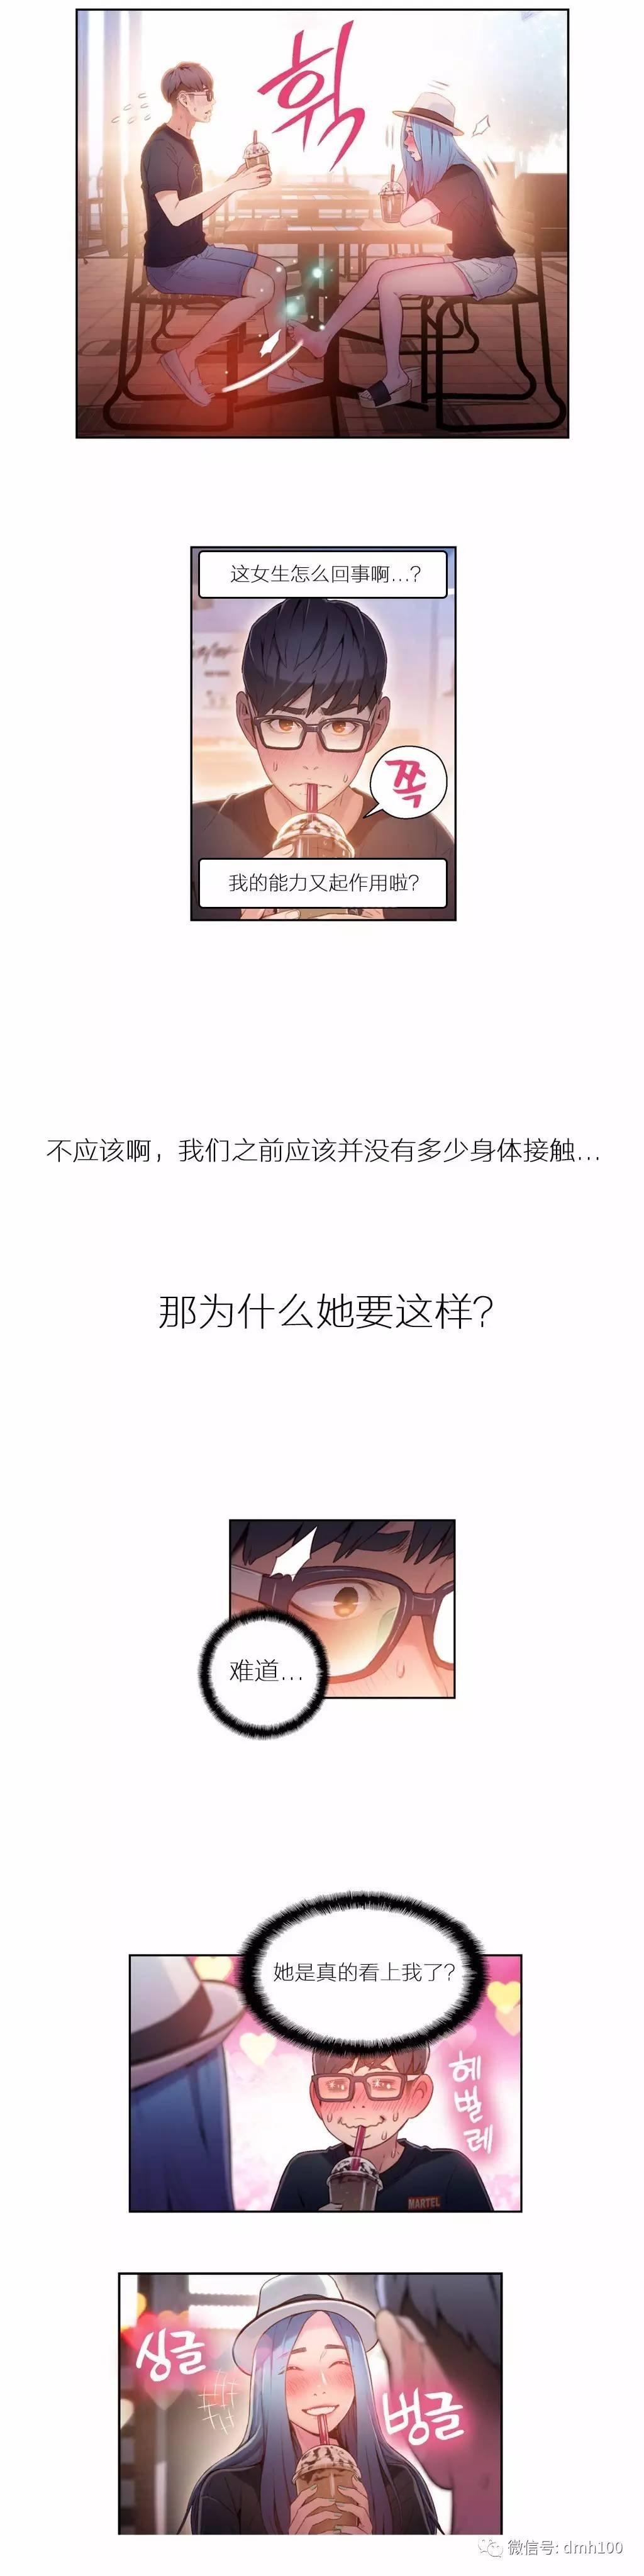 휙
这女生怎么回事啊...?
쪽
我的能力又起作用啦?
不应该啊，我们之前应该并没有多少身体接触...
那为什么她要这样?
难道...
她是真的看上我了?
헤
벌
레
MARTEL
싱글
벙글
微信号: dmh100